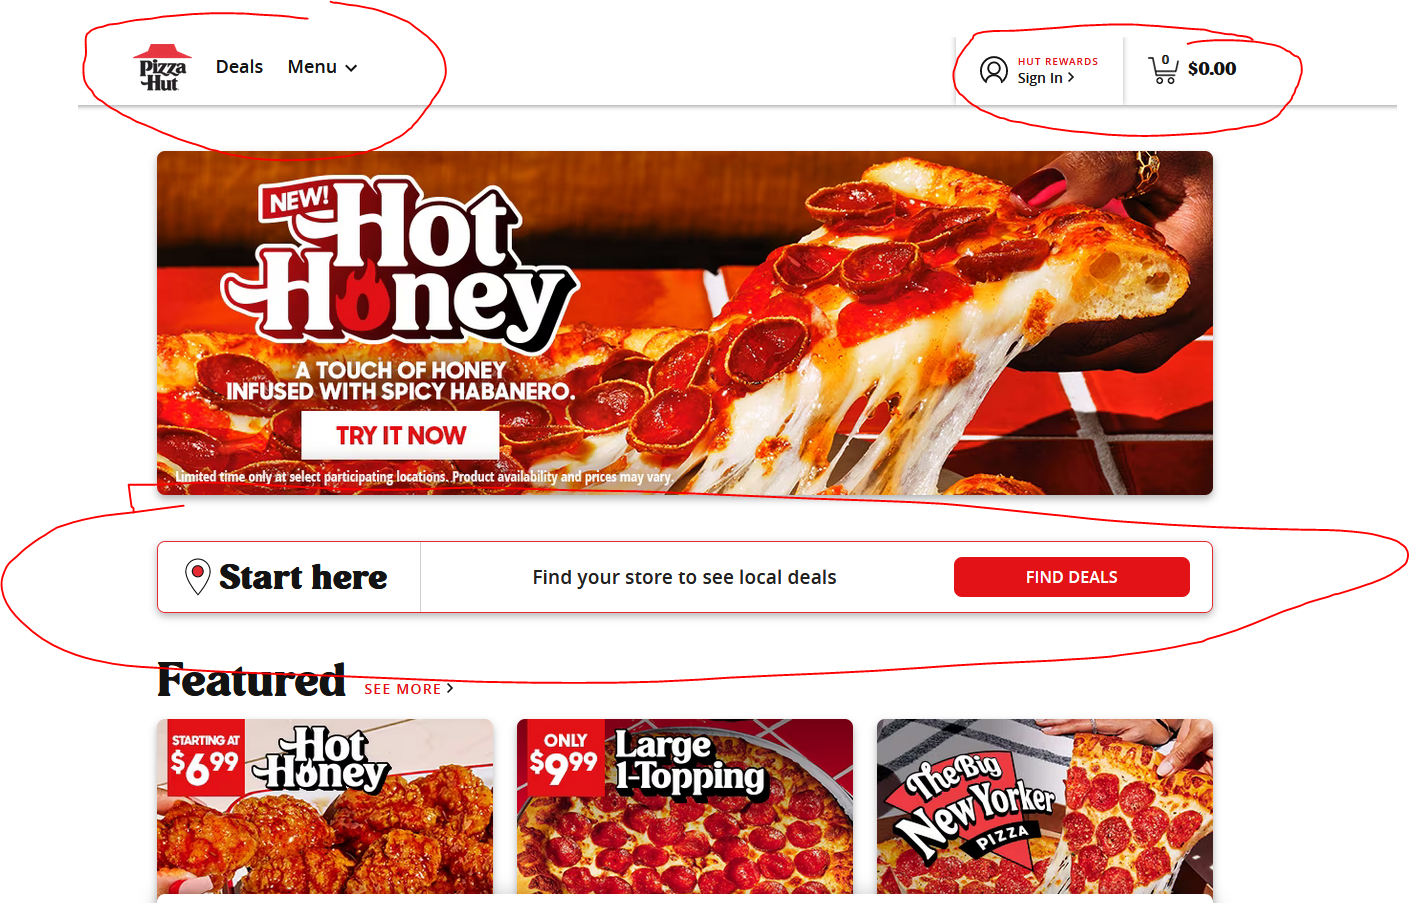 Pizza Hut
Deals
Menu
HUT REWARDS
Sign In
0
$0.00
NEW!
Hot
Honey
A TOUCH OF HONEY
INFUSED WITH SPICY HABANERO.
TRY IT NOW
Limited time only at select participating locations. Product availability and prices may vary.
Start here
Find your store to see local deals
FIND DEALS
Featured
SEE MORE
STARTING AT
$6.99
Hot
Honey
ONLY
$9.99
Large
1-Topping
The Big
New Yorker
PIZZA